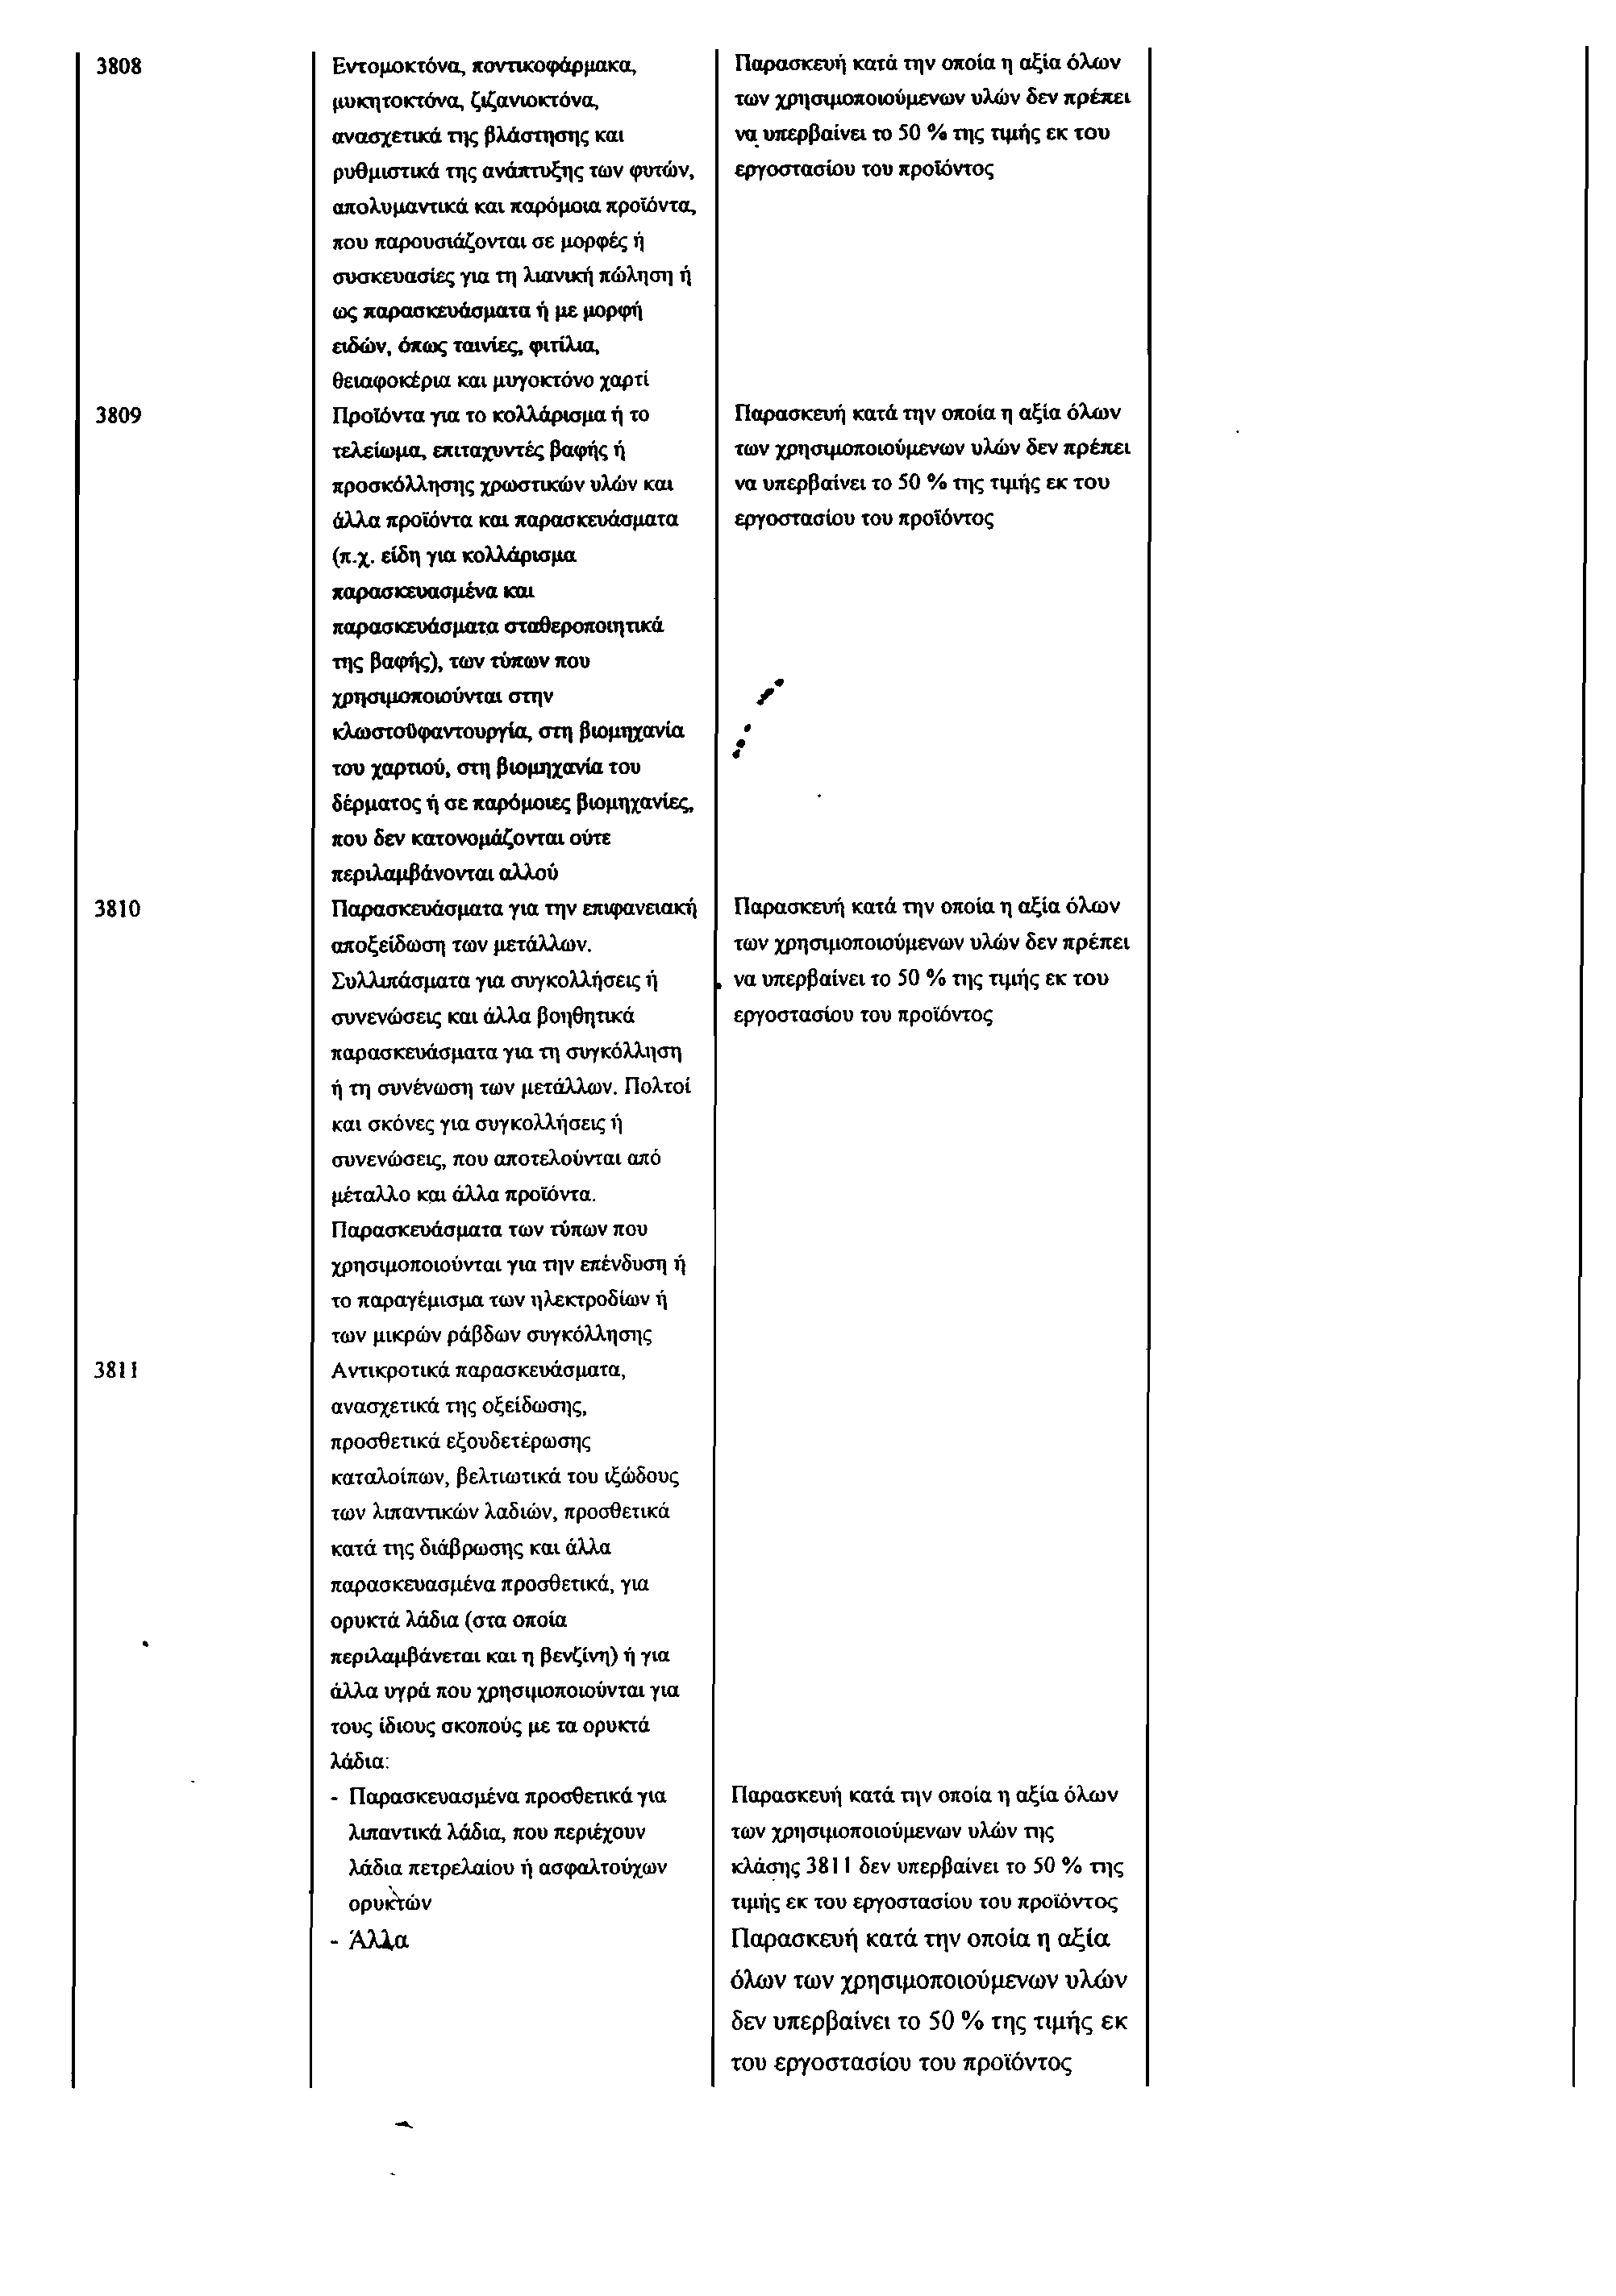 3808
Εντομοκτόνα, ποντικοφάρμακα,
μυκητοκτόνα, ζιζανιοκτόνα,
ανασχετικά της βλάστησης και
ρυθμιστικά της ανάπτυξης των φυτών,
απολυμαντικά και παρόμοια προϊόντα,
που παρουσιάζονται σε μορφές ή
συσκευασίες για τη λιανική πώληση ή
ως παρασκευάσματα ή με μορφή
ειδών, όπως ταινίες, φιτίλια,
θειαφοκέρια και μυγοκτόνο χαρτί
Παρασκευή κατά την οποία η αξία όλων
των χρησιμοποιούμενων υλών δεν πρέπει
να υπερβαίνει το 50 % της τιμής εκ του
εργοστασίου του προϊόντος
3809
Προϊόντα για το κολλάρισμα ή το
τελείωμα, επιταχυντές βαφής ή
προσκόλλησης χρωστικών υλών και
άλλα προϊόντα και παρασκευάσματα
(π.χ. είδη για κολλάρισμα
παρασκευασμένα και
παρασκευάσματα σταθεροποιητικά
της βαφής), των τύπων που
χρησιμοποιούνται στην
κλωστοϋφαντουργία, στη βιομηχανία
του χαρτιού, στη βιομηχανία του
δέρματος ή σε παρόμοιες βιομηχανίες,
που δεν κατονομάζονται ούτε
περιλαμβάνονται αλλού
Παρασκευή κατά την οποία η αξία όλων
των χρησιμοποιούμενων υλών δεν πρέπει
να υπερβαίνει το 50 % της τιμής εκ του
εργοστασίου του προϊόντος
3810
Παρασκευάσματα για την επιφανειακή
αποξείδωση των μετάλλων.
Συλλιπάσματα για συγκολλήσεις ή
συνενώσεις και άλλα βοηθητικά
παρασκευάσματα για τη συγκόλληση
ή τη συνένωση των μετάλλων. Πολτοί
και σκόνες για συγκολλήσεις ή
συνενώσεις, που αποτελούνται από
μέταλλο και άλλα προϊόντα.
Παρασκευάσματα των τύπων που
χρησιμοποιούνται για την επένδυση ή
το παραγέμισμα των ηλεκτροδίων ή
των μικρών ράβδων συγκόλλησης
Παρασκευή κατά την οποία η αξία όλων
των χρησιμοποιούμενων υλών δεν πρέπει
να υπερβαίνει το 50 % της τιμής εκ του
εργοστασίου του προϊόντος
3811
Αντικροτικά παρασκευάσματα,
ανασχετικά της οξείδωσης,
προσθετικά εξουδετέρωσης
καταλοίπων, βελτιωτικά του ιξώδους
των λιπαντικών λαδιών, προσθετικά
κατά της διάβρωσης και άλλα
παρασκευασμένα προσθετικά, για
ορυκτά λάδια (στα οποία
περιλαμβάνεται και η βενζίνη) ή για
άλλα υγρά που χρησιμοποιούνται για
τους ίδιους σκοπούς με τα ορυκτά
λάδια:
- Παρασκευασμένα προσθετικά για
λιπαντικά λάδια, που περιέχουν
λάδια πετρελαίου ή ασφαλτούχων
ορυκτών
Παρασκευή κατά την οποία η αξία όλων
των χρησιμοποιούμενων υλών της
κλάσης 3811 δεν υπερβαίνει το 50 % της
τιμής εκ του εργοστασίου του προϊόντος
- Άλλα
Παρασκευή κατά την οποία η αξία
όλων των χρησιμοποιούμενων υλών
δεν υπερβαίνει το 50 % της τιμής εκ
του εργοστασίου του προϊόντος